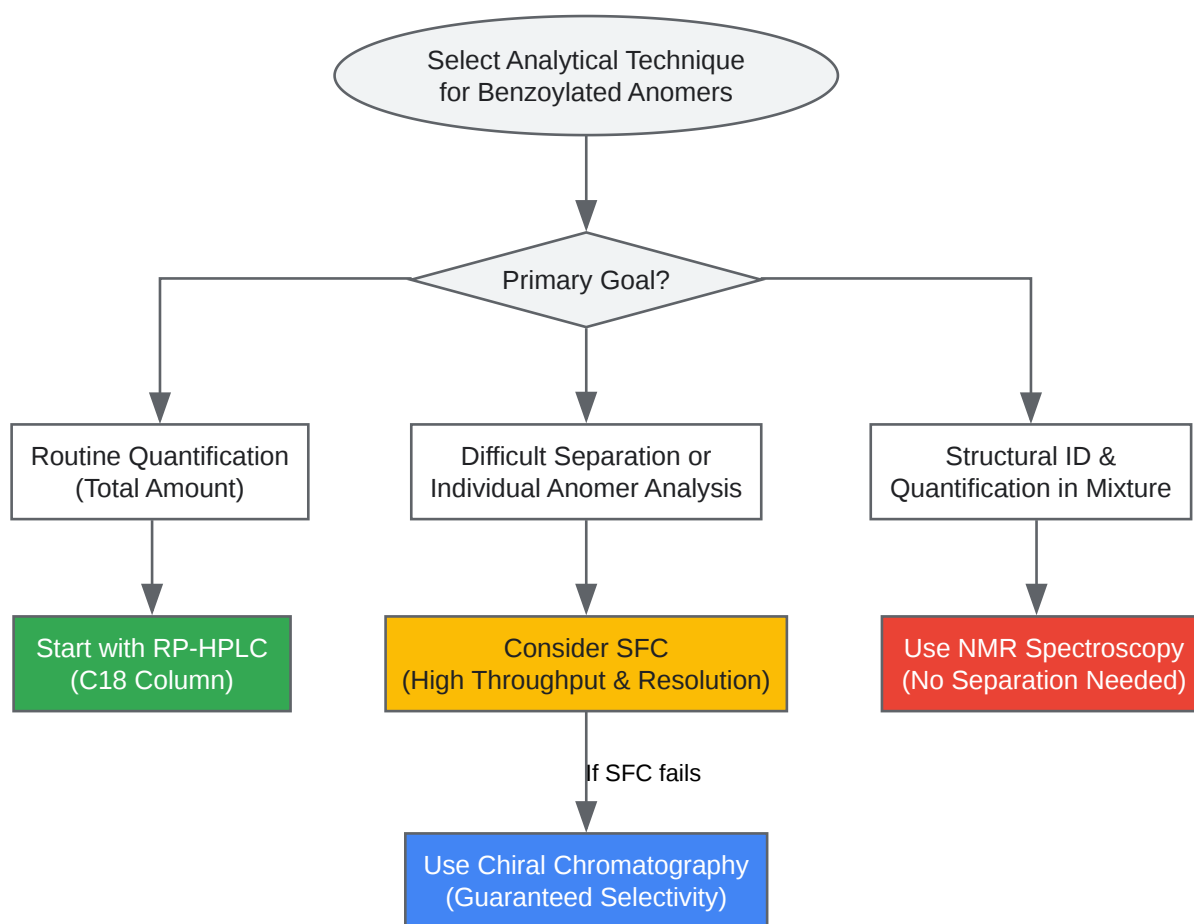 Select Analytical Technique
for Benzoylated Anomers
Primary Goal?
Routine Quantification
(Total Amount)
Difficult Separation or
Individual Anomer Analysis
Structural ID &
Quantification in Mixture
Start with RP-HPLC
(C18 Column)
Consider SFC
(High Throughput & Resolution)
Use NMR Spectroscopy
(No Separation Needed)
If SFC fails
Use Chiral Chromatography
(Guaranteed Selectivity)